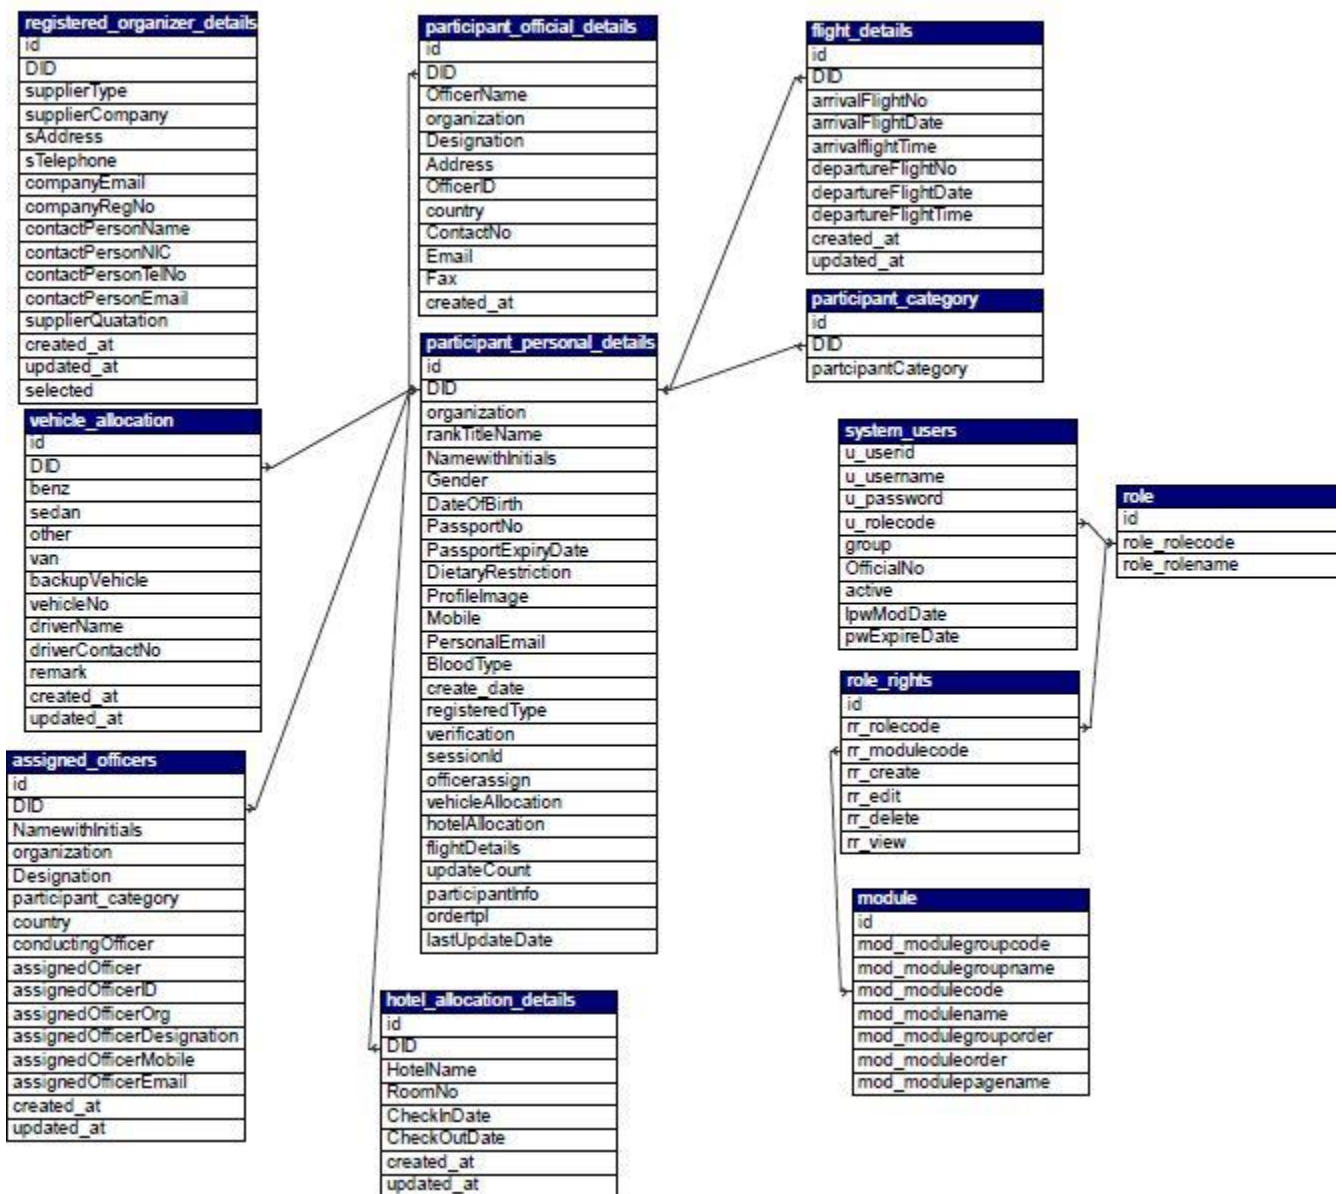 registered_organizer_details
id
DID
supplierType
supplierCompany
sAddress
sTelephone
companyEmail
companyRegNo
contactPersonName
contactPersonNIC
contactPersonTelNo
contactPersonEmail
supplierQuatation
created_at
updated_at
selected
vehicle_allocation
id
DID
benz
sedan
other
van
backupVehicle
vehicleNo
driverName
driverContactNo
remark
created_at
updated_at
assigned_officers
id
DID
NamewithInitials
organization
Designation
participant_category
country
conductingOfficer
assignedOfficer
assignedOfficerID
assignedOfficerOrg
assignedOfficerDesignation
assignedOfficerMobile
assignedOfficerEmail
created_at
updated_at
participant_official_details
id
DID
OfficerName
organization
Designation
Address
OfficerID
country
ContactNo
Email
Fax
created_at
participant_personal_details
id
DID
organization
rankTitleName
NamewithInitials
Gender
DateOfBirth
PassportNo
PassportExpiryDate
DietaryRestriction
ProfileImage
Mobile
PersonalEmail
BloodType
create_date
registeredType
verification
sessionId
officerassign
vehicleAllocation
hotelAllocation
flightDetails
updateCount
participantInfo
ordertpl
lastUpdateDate
hotel_allocation_details
id
DID
HotelName
RoomNo
CheckInDate
CheckOutDate
created_at
updated_at
flight_details
id
DID
arrivalFlightNo
arrivalFlightDate
arrivalflightTime
departureFlightNo
departureFlightDate
departureFlightTime
created_at
updated_at
participant_category
id
DID
partcipantCategory
system_users
u_userid
u_username
u_password
u_rolecode
group
OfficialNo
active
lpwModDate
pwExpireDate
role
id
role_rolecode
role_rolename
role_rights
id
rr_rolecode
rr_modulecode
rr_create
rr_edit
rr_delete
rr_view
module
id
mod_modulegroupcode
mod_modulegroupname
mod_modulecode
mod_modulename
mod_modulegrouporder
mod_moduleorder
mod_modulepagename